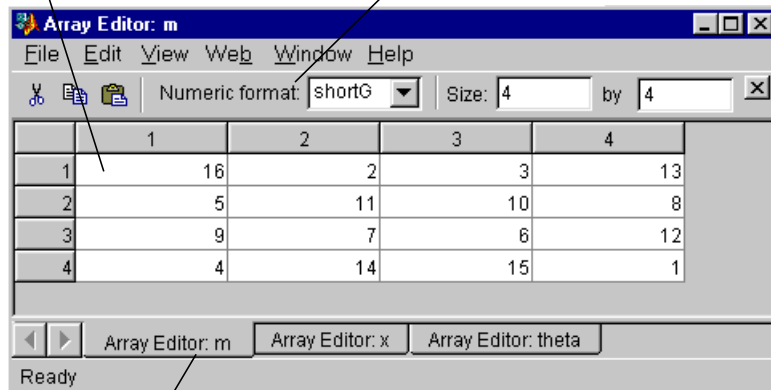 Array Editor: m
File Edit View Web Window Help
Numeric format: shortG Size: 4 by 4
1 2 3 4
1 16 2 3 13
2 5 11 10 8
3 9 7 6 12
4 4 14 15 1
Array Editor: m Array Editor: x Array Editor: theta
Ready